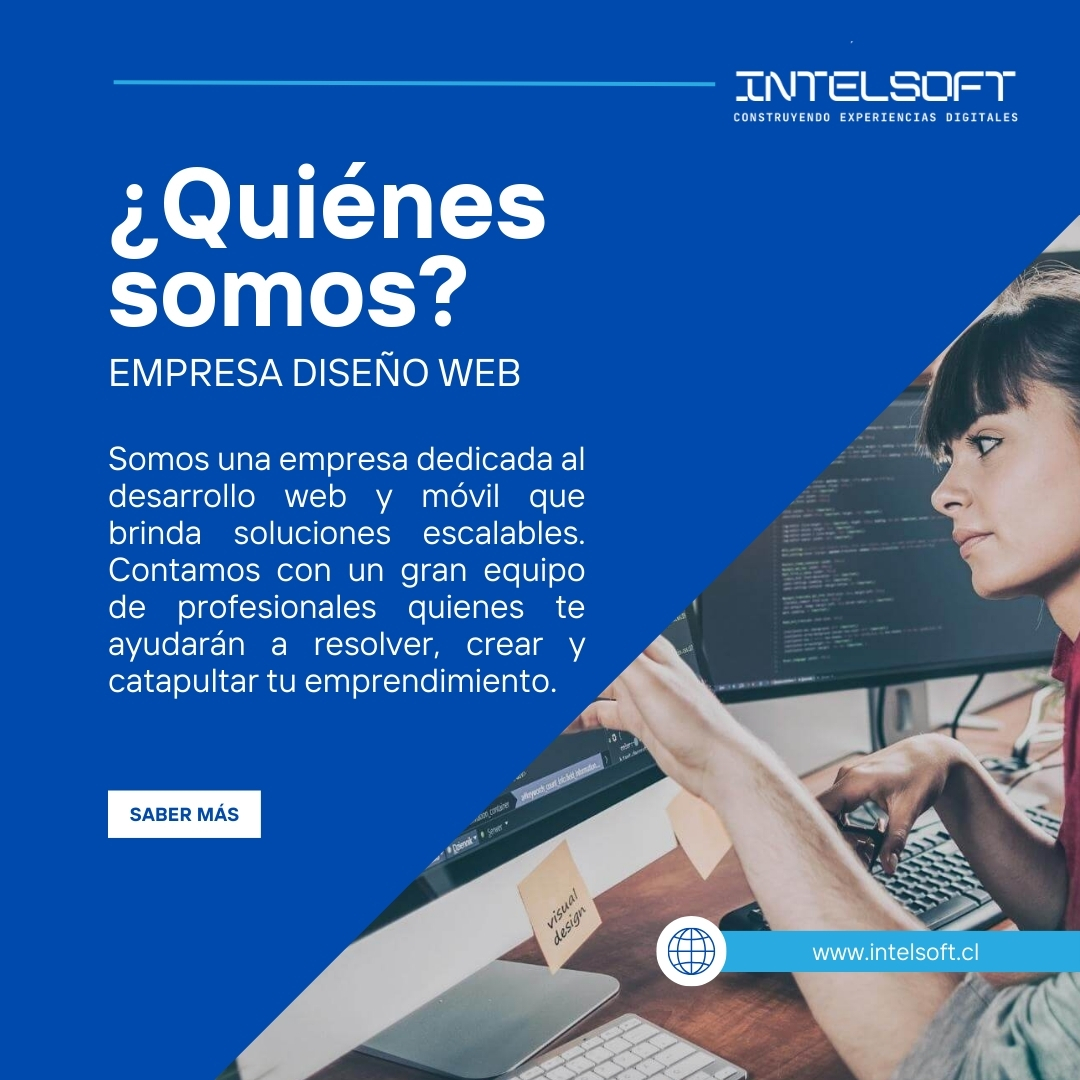 INTELSOFT
CONSTRUYENDO EXPERIENCIAS DIGITALES
¿Quiénes
somos?
EMPRESA DISEÑO WEB
Somos una empresa dedicada al
desarrollo web y móvil que
brinda soluciones escalables.
Contamos con un gran equipo
de profesionales quienes te
ayudarán a resolver, crear y
catapultar tu emprendimiento.
SABER MÁS
Dziennik
Serwer
visual
design
www.intelsoft.cl